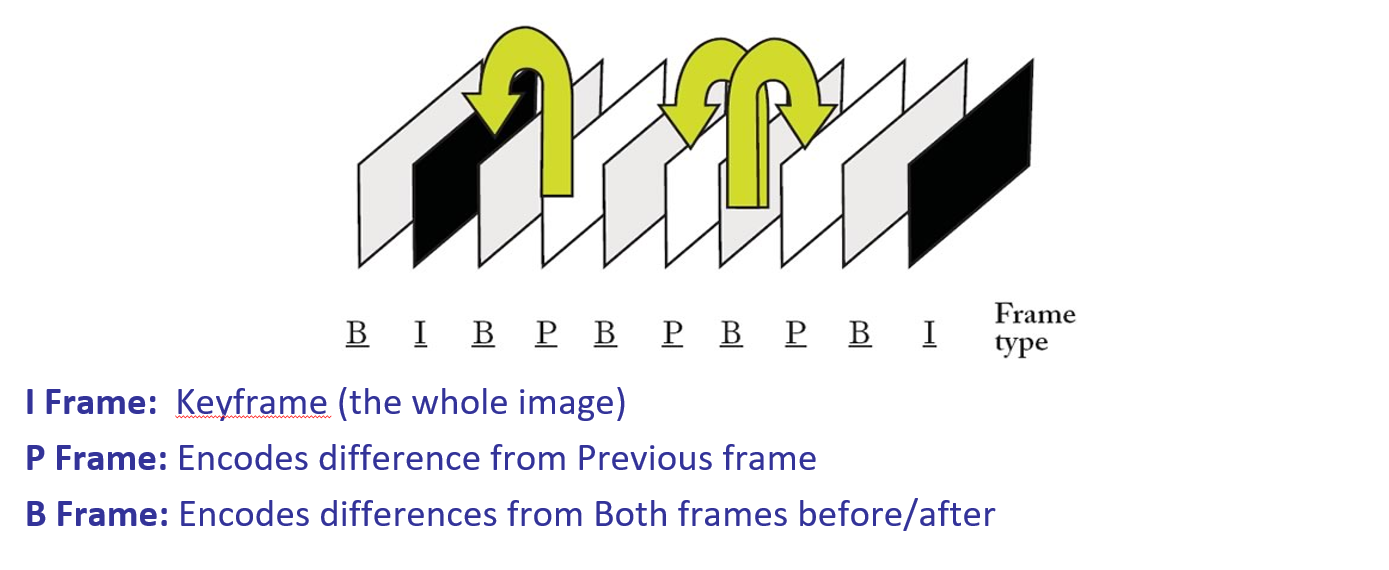 B I B P B P B P B I Frame type
I Frame: Keyframe (the whole image)
P Frame: Encodes difference from Previous frame
B Frame: Encodes differences from Both frames before/after